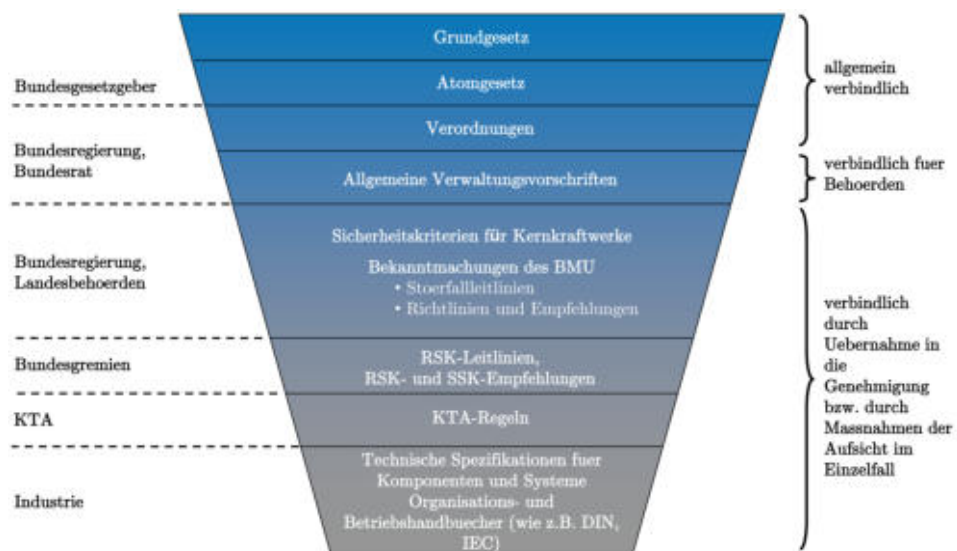 Grundgesetz
Bundesgesetzgeber
Atomgesetz
allgemein
verbindlich
Verordnungen
Bundesregierung,
Bundesrat
Allgemeine Verwaltungsvorschriften
verbindlich fuer
Behoerden
Bundesregierung,
Landesbehoerden
Sicherheitskriterien für Kernkraftwerke
Bekanntmachungen des BMU
• Stoerfallleitlinien
• Richtlinien und Empfehlungen
Bundesgremien
RSK-Leitlinien,
RSK- und SSK-Empfehlungen
KTA
KTA-Regeln
Industrie
Technische Spezifikationen fuer
Komponenten und Systeme
Organisations- und
Betriebshandbuecher (wie z.B. DIN,
IEC)
verbindlich
durch
Uebernahme in
die
Genehmigung
bzw. durch
Massnahmen der
Aufsicht im
Einzelfall